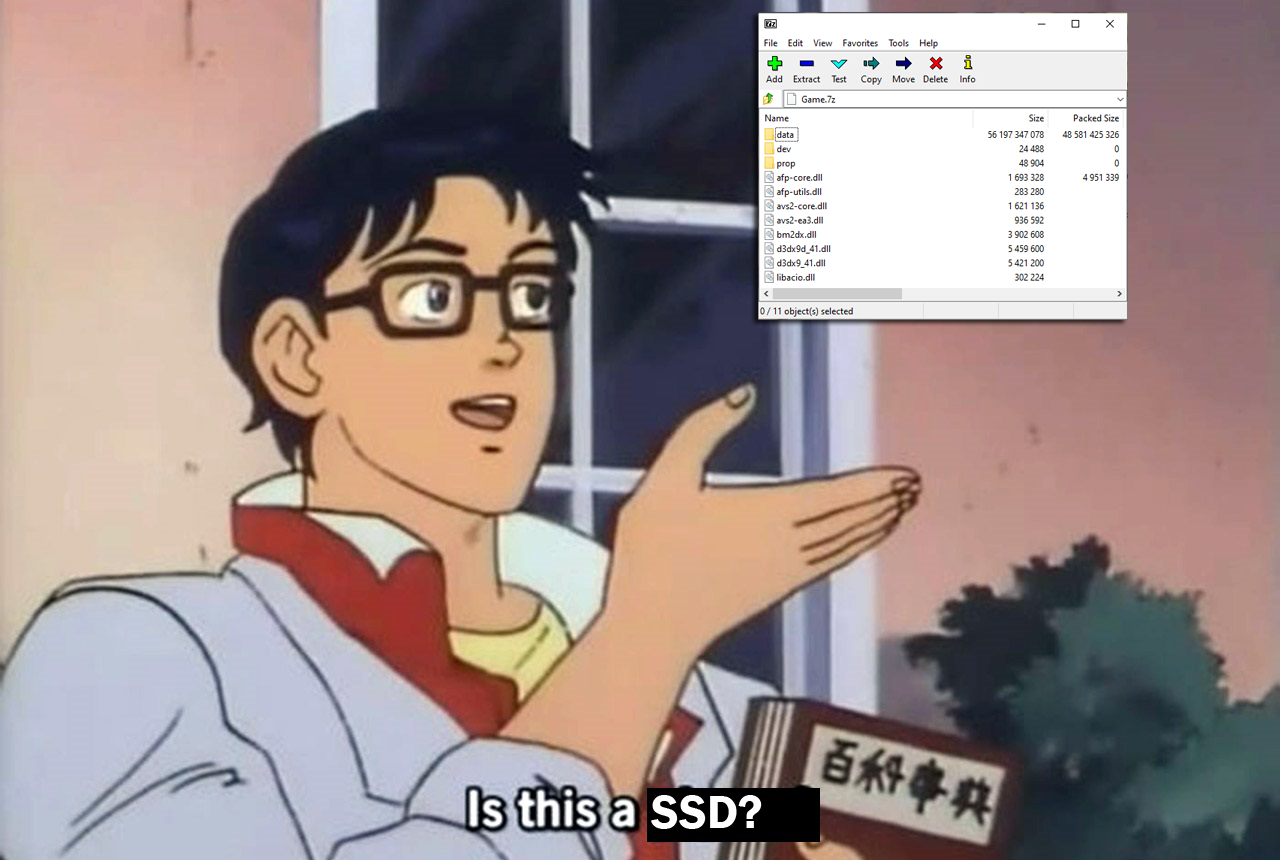 7z
File Edit View Favorites Tools Help
Add Extract Test Copy Move Delete Info
Game.7z
Name Size Packed Size
data 56 197 347 078 48 581 425 326
dev 24 488 0
prop 48 904 0
afp-core.dll 1 693 328 4 951 339
afp-utils.dll 283 280
avs2-core.dll 1 621 136
avs2-ea3.dll 936 592
bm2dx.dll 3 902 608
d3dx9d_41.dll 5 459 600
d3dx9_41.dll 5 421 200
libacio.dll 302 224
0 / 11 object(s) selected
百科事典
Is this a SSD?